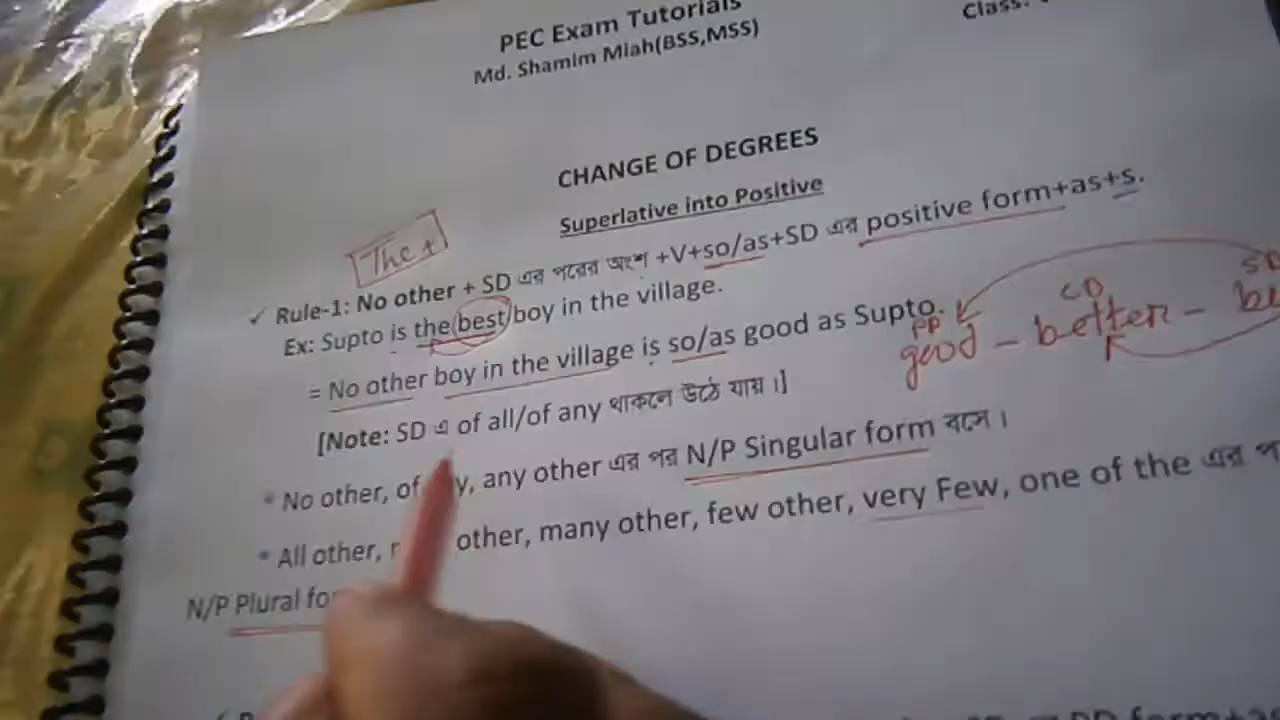 PEC Exam Tutorials
Class:
Md. Shamim Miah(BSS,MSS)
CHANGE OF DEGREES
Superlative into Positive
The +
✓ Rule-1: No other + SD এর পরের অংশ +V+so/as+SD এর positive form+as+s.
Ex: Supto is the best boy in the village.
= No other boy in the village is so/as good as Supto.
SD
CD
PP
good - better -
[Note: SD এ of all/of any থাকলে উঠে যায় ।]
* No other, of any, any other এর পর N/P Singular form বসে ।
* All other, other, many other, few other, very Few, one of the এর
N/P Plural